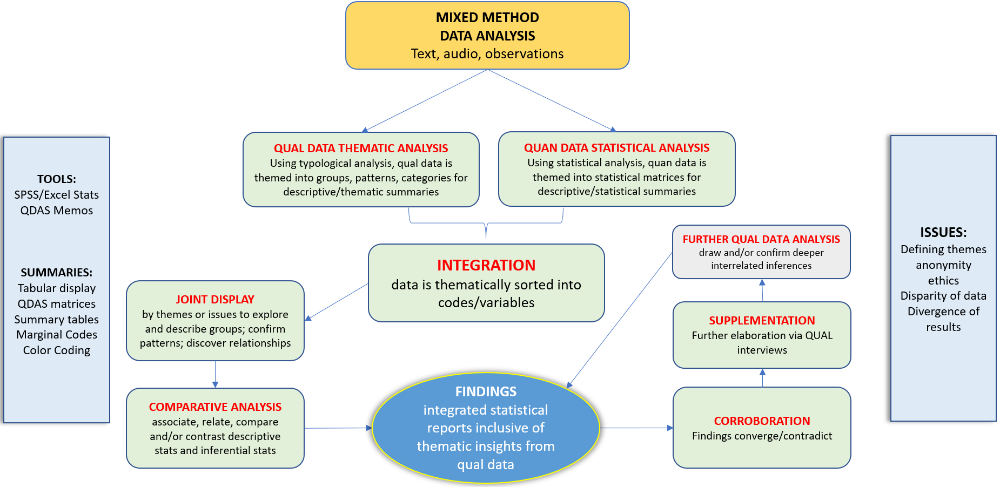 MIXED METHOD
DATA ANALYSIS
Text, audio, observations
QUAL DATA THEMATIC ANALYSIS
Using typological analysis, qual data is
themed into groups, patterns, categories for
descriptive/thematic summaries
QUAN DATA STATISTICAL ANALYSIS
Using statistical analysis, quan data is
themed into statistical matrices for
descriptive/statistical summaries
TOOLS:
SPSS/Excel Stats
QDAS Memos
SUMMARIES:
Tabular display
QDAS matrices
Summary tables
Marginal Codes
Color Coding
INTEGRATION
data is thematically sorted into
codes/variables
JOINT DISPLAY
by themes or issues to explore
and describe groups; confirm
patterns; discover relationships
COMPARATIVE ANALYSIS
associate, relate, compare
and/or contrast descriptive
stats and inferential stats
FINDINGS
integrated statistical
reports inclusive of
thematic insights from
qual data
CORROBORATION
Findings converge/contradict
SUPPLEMENTATION
Further elaboration via QUAL
interviews
FURTHER QUAL DATA ANALYSIS
draw and/or confirm deeper
interrelated inferences
ISSUES:
Defining themes
anonymity
ethics
Disparity of data
Divergence of
results